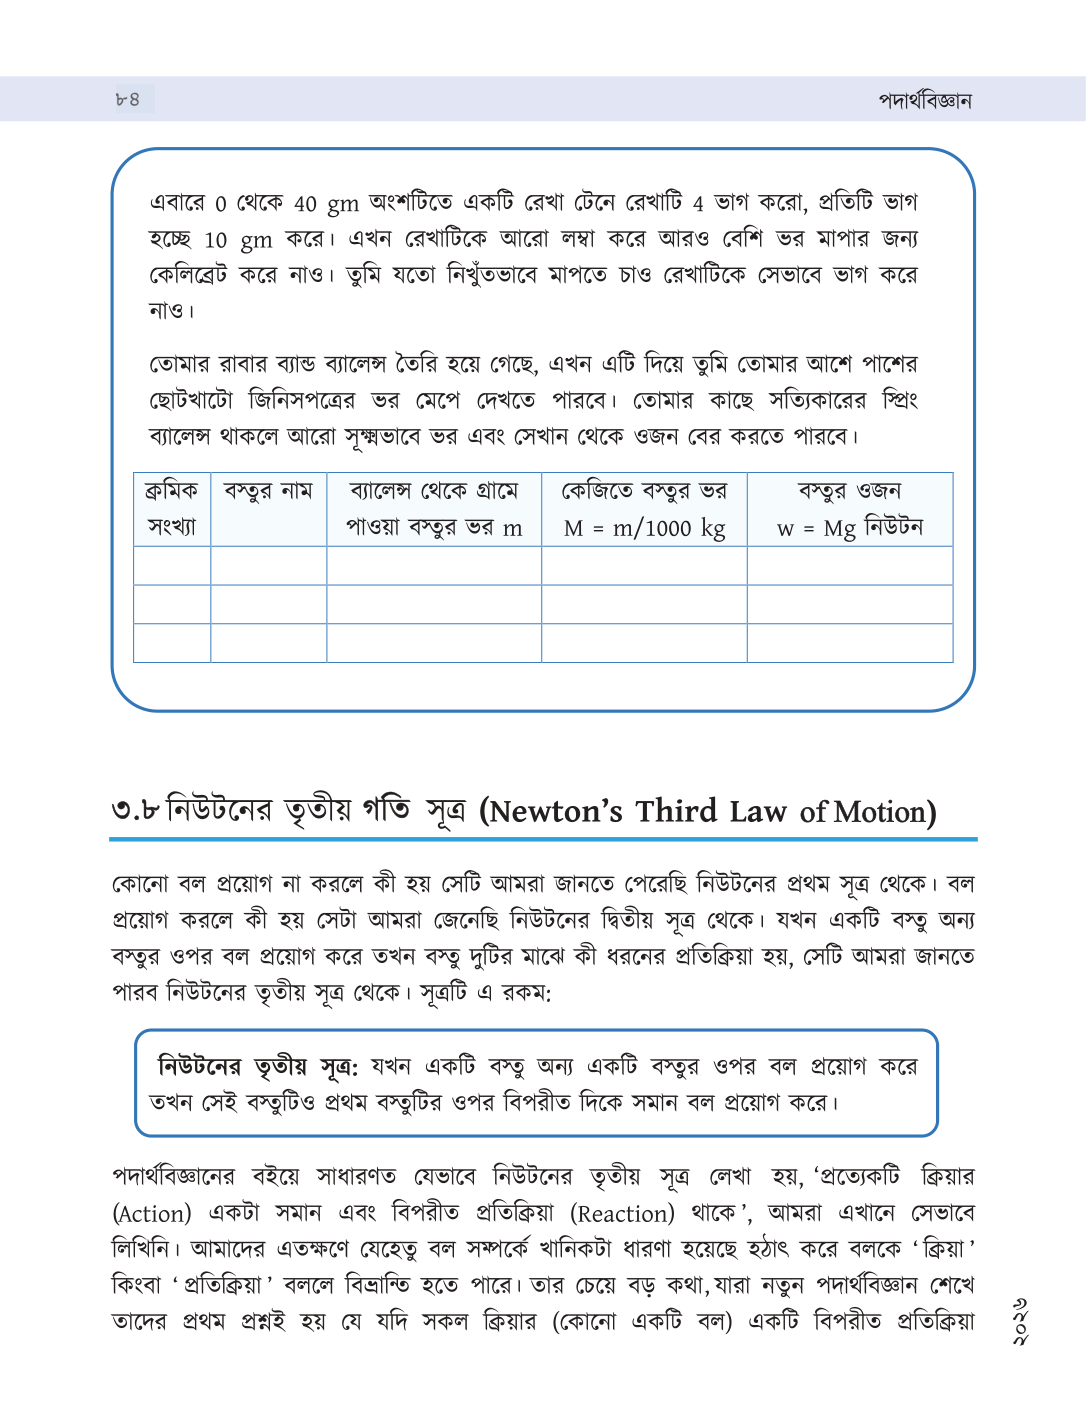 ৮৪
পদার্থবিজ্ঞান
এবারে 0 থেকে 40 gm অংশটিতে একটি রেখা টেনে রেখাটি 4 ভাগ করো, প্রতিটি ভাগ
হচ্ছে 10 gm করে। এখন রেখাটিকে আরো লম্বা করে আরও বেশি ভর মাপার জন্য
কেলিব্রেট করে নাও। তুমি যতো নিখুঁতভাবে মাপতে চাও রেখাটিকে সেভাবে ভাগ করে
নাও।
তোমার রাবার ব্যান্ড ব্যালেন্স তৈরি হয়ে গেছে, এখন এটি দিয়ে তুমি তোমার আশে পাশের
ছোটখাটো জিনিসপত্রের ভর মেপে দেখতে পারবে। তোমার কাছে সত্যিকারের স্প্রিং
ব্যালেন্স থাকলে আরো সূক্ষ্মভাবে ভর এবং সেখান থেকে ওজন বের করতে পারবে।
ক্রমিক সংখ্যা
বস্তুর নাম
ব্যালেন্স থেকে গ্রামে পাওয়া বস্তুর ভর m
কেজিতে বস্তুর ভর M = m/1000 kg
বস্তুর ওজন w = Mg নিউটন
৩.৮ নিউটনের তৃতীয় গতি সূত্র (Newton’s Third Law of Motion)
কোনো বল প্রয়োগ না করলে কী হয় সেটি আমরা জানতে পেরেছি নিউটনের প্রথম সূত্র থেকে। বল
প্রয়োগ করলে কী হয় সেটা আমরা জেনেছি নিউটনের দ্বিতীয় সূত্র থেকে। যখন একটি বস্তু অন্য
বস্তুর ওপর বল প্রয়োগ করে তখন বস্তু দুটির মাঝে কী ধরনের প্রতিক্রিয়া হয়, সেটি আমরা জানতে
পারব নিউটনের তৃতীয় সূত্র থেকে। সূত্রটি এ রকম:
নিউটনের তৃতীয় সূত্র: যখন একটি বস্তু অন্য একটি বস্তুর ওপর বল প্রয়োগ করে
তখন সেই বস্তুটিও প্রথম বস্তুটির ওপর বিপরীত দিকে সমান বল প্রয়োগ করে।
পদার্থবিজ্ঞানের বইয়ে সাধারণত যেভাবে নিউটনের তৃতীয় সূত্র লেখা হয়, ‘প্রত্যেকটি ক্রিয়ার
(Action) একটা সমান এবং বিপরীত প্রতিক্রিয়া (Reaction) থাকে’, আমরা এখানে সেভাবে
লিখিনি। আমাদের এতক্ষণে যেহেতু বল সম্পর্কে খানিকটা ধারণা হয়েছে হঠাৎ করে বলকে ‘ক্রিয়া’
কিংবা ‘প্রতিক্রিয়া’ বললে বিভ্রান্তি হতে পারে। তার চেয়ে বড় কথা, যারা নতুন পদার্থবিজ্ঞান শেখে
তাদের প্রথম প্রশ্নই হয় যে যদি সকল ক্রিয়ার (কোনো একটি বল) একটি বিপরীত প্রতিক্রিয়া
২০২৬